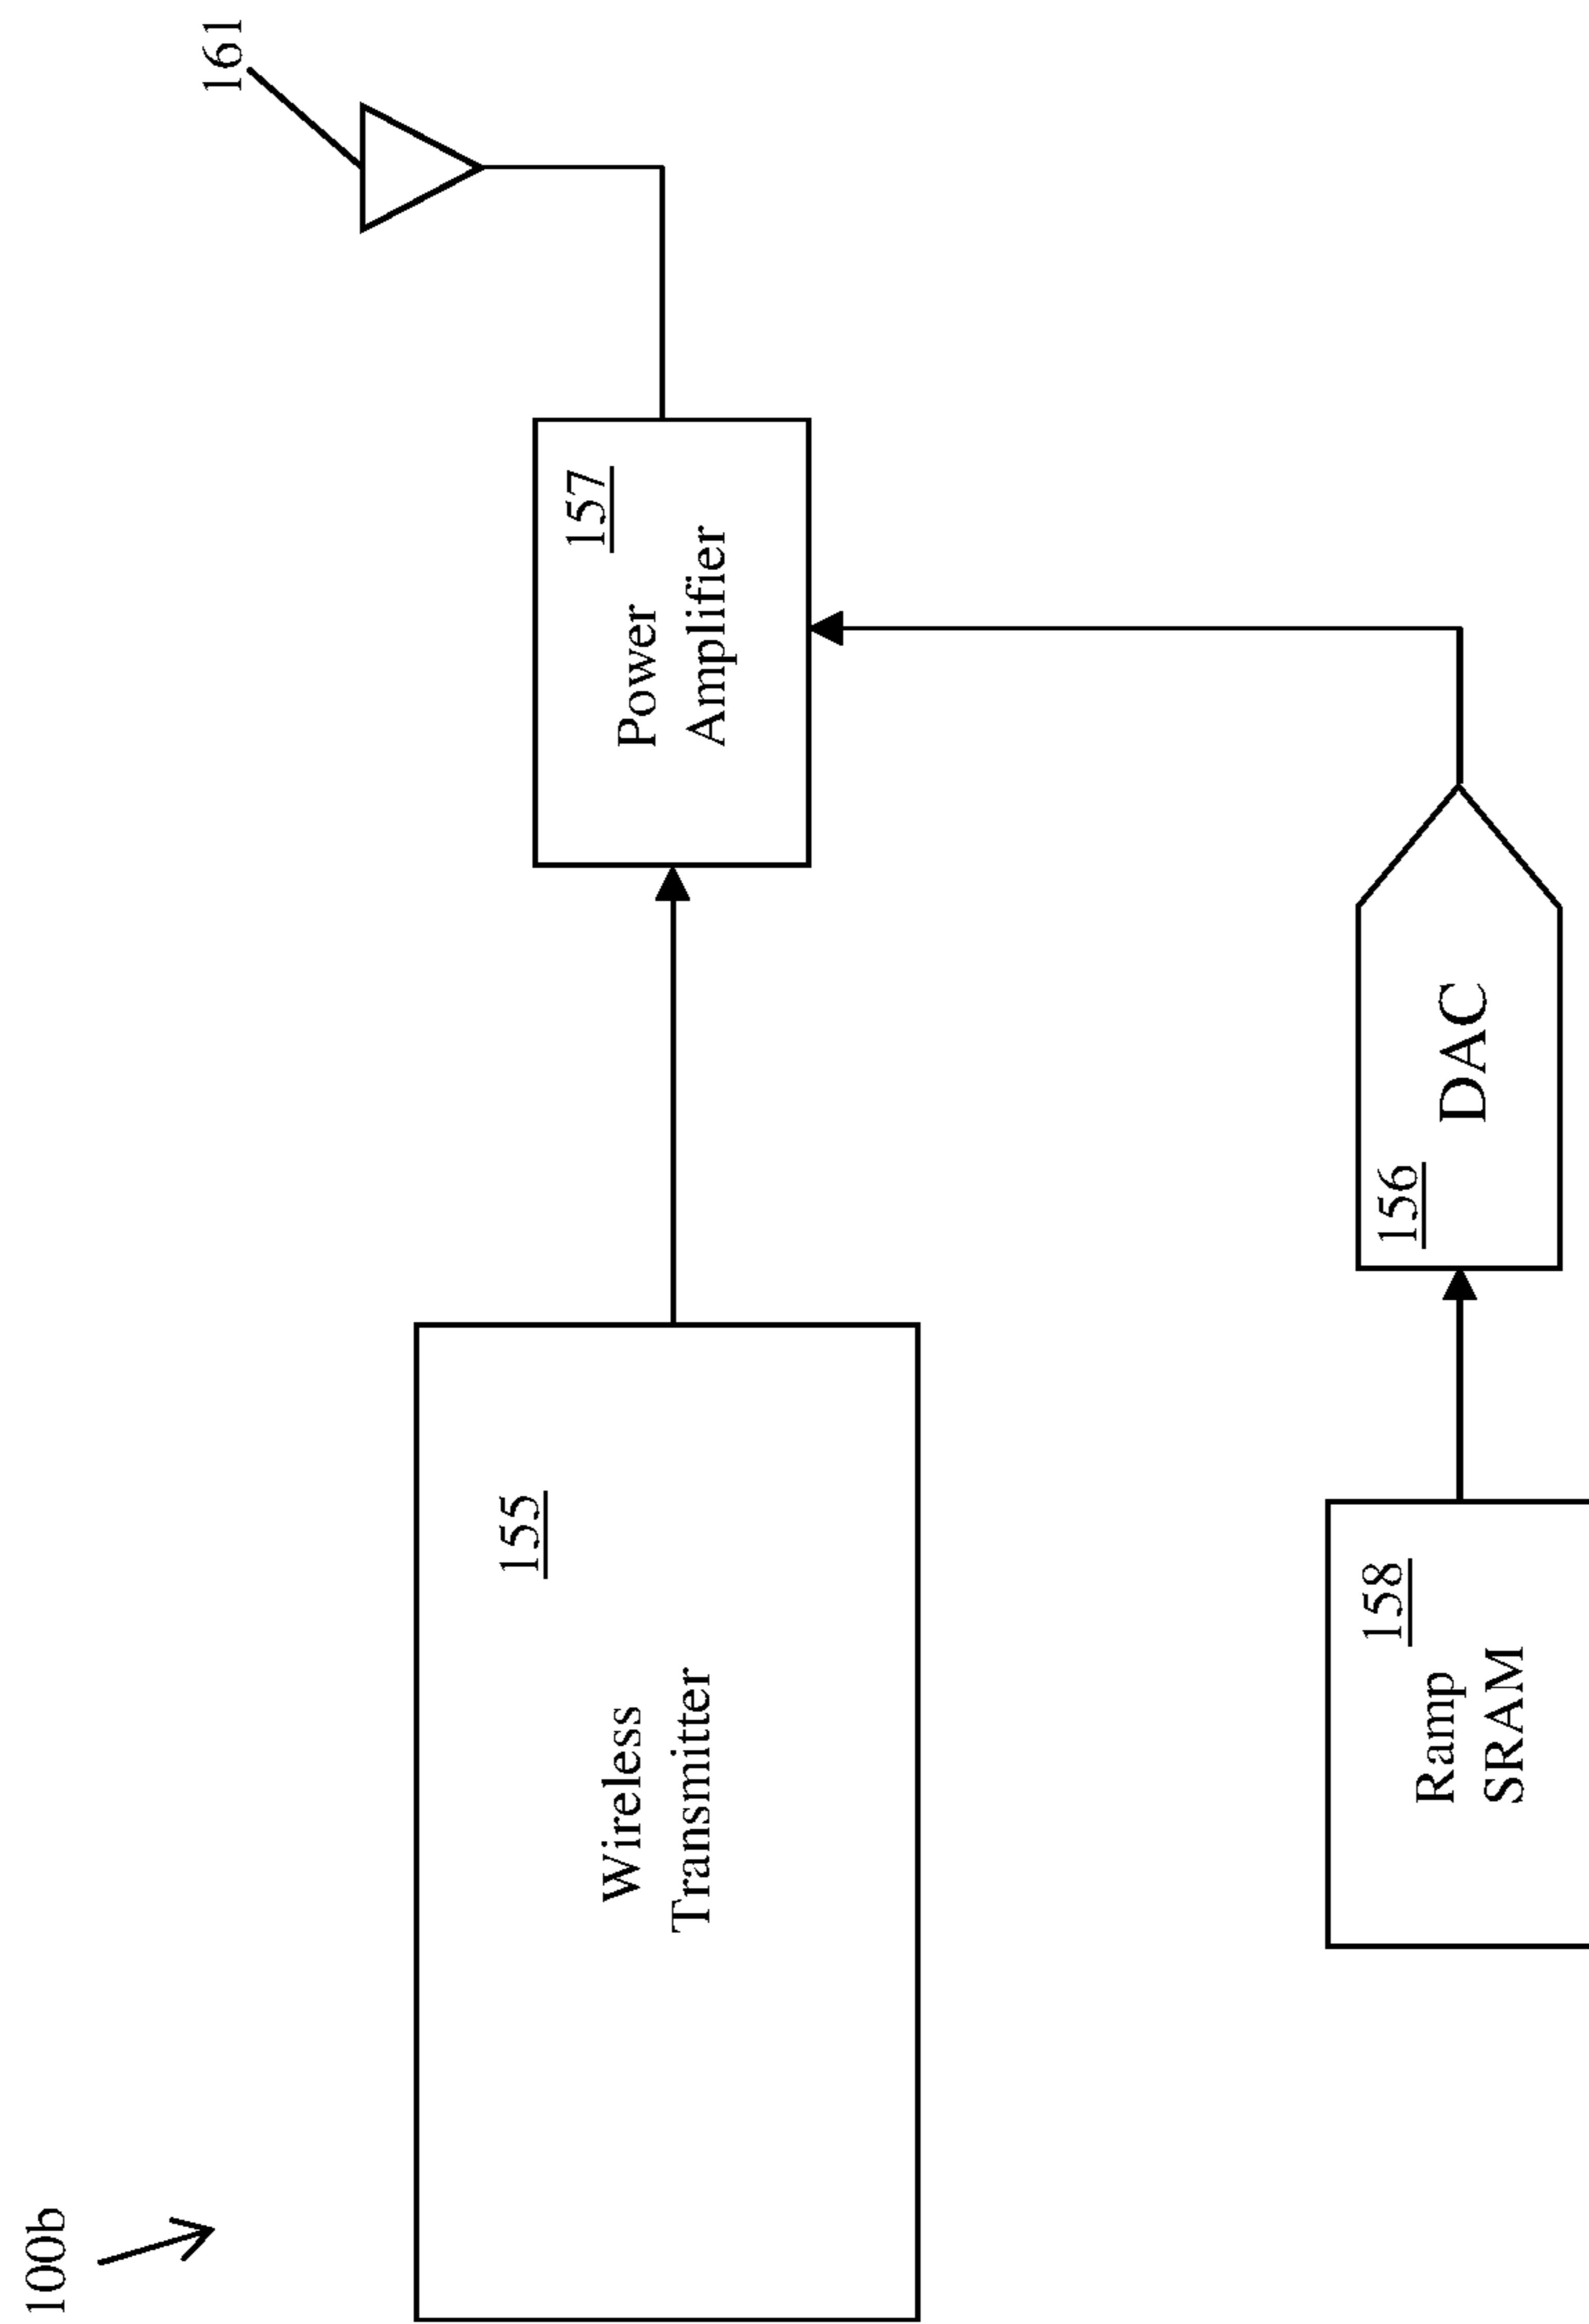 100b
155
Wireless
Transmitter
157
Power
Amplifier
161
158
Ramp
SRAM
156
DAC